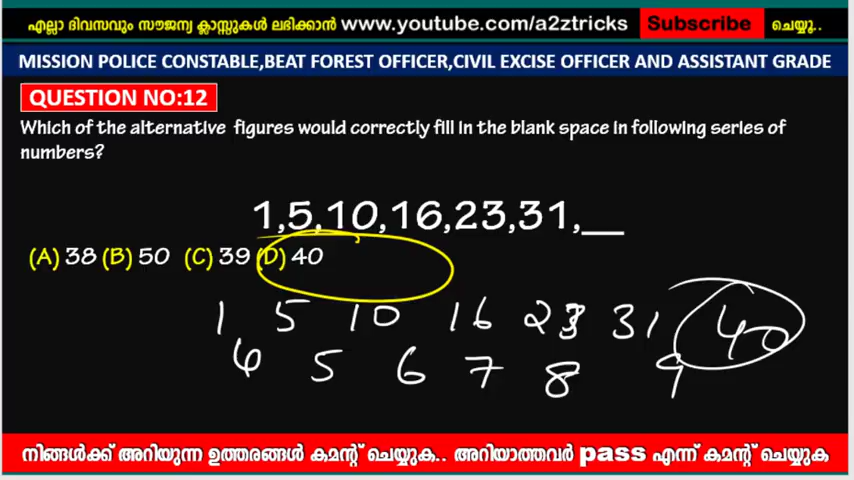 എല്ലാ ദിവസവും സൗജന്യ ക്ലാസ്സുകൾ ലഭിക്കാൻ www.youtube.com/a2ztricks Subscribe ചെയ്യൂ..
MISSION POLICE CONSTABLE,BEAT FOREST OFFICER,CIVIL EXCISE OFFICER AND ASSISTANT GRADE
QUESTION NO:12
Which of the alternative figures would correctly fill in the blank space in following series of
numbers?
1,5,10,16,23,31,__
(A) 38 (B) 50 (C) 39 (D) 40
1 5 10 16 23 31 40
4 5 6 7 8 9
നിങ്ങൾക്ക് അറിയുന്ന ഉത്തരങ്ങൾ കമന്റ് ചെയ്യുക.. അറിയാത്തവർ pass എന്ന് കമന്റ് ചെയ്യുക